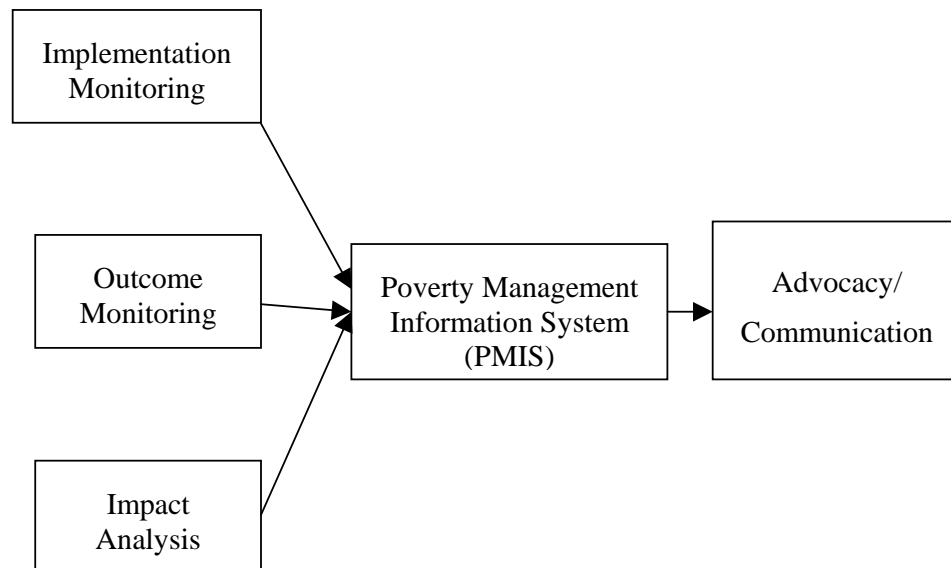 Implementation
Monitoring
Outcome
Monitoring
Impact
Analysis
Poverty Management
Information System
(PMIS)
Advocacy/
Communication